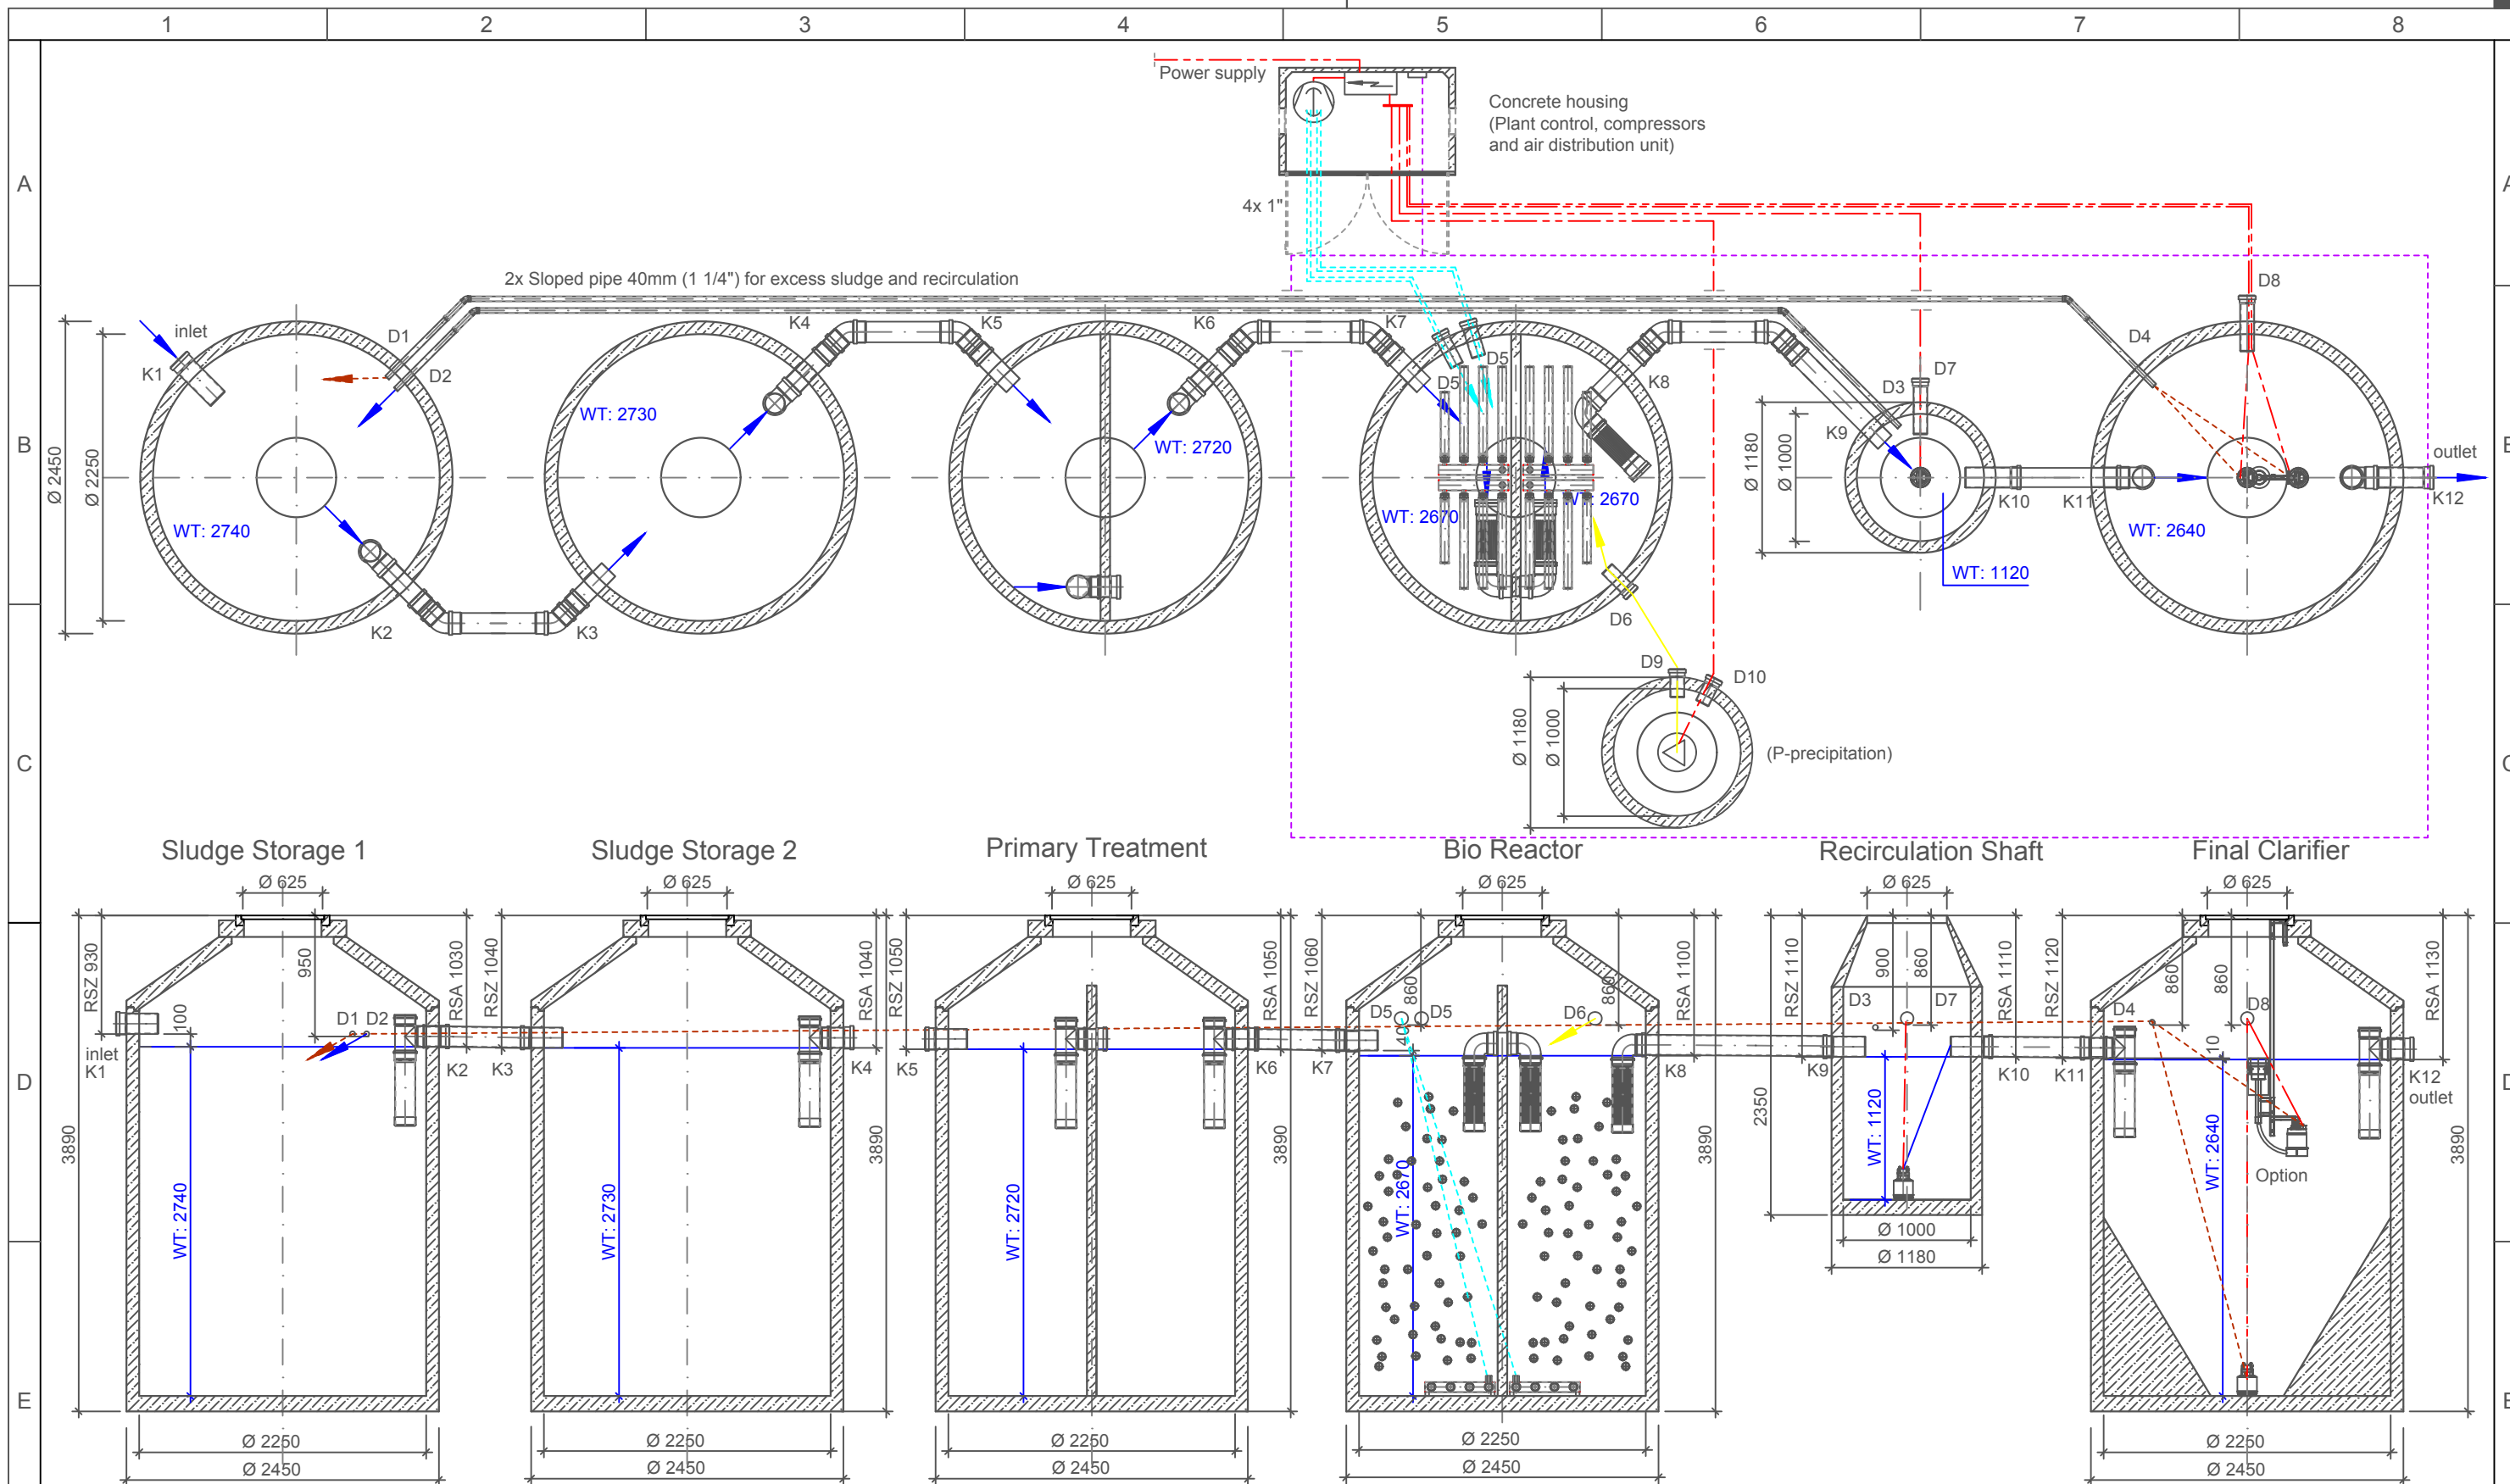 1 2 3 4 5 6 7 8
A
B
C
D
E
A
Power supply
Concrete housing
(Plant control, compressors
and air distribution unit)
4x 1"
2x Sloped pipe 40mm (1 1/4") for excess sludge and recirculation
inlet
K1
D1
D2
K4
K5
K6
K7
D5
D5
K8
D3
D7
D4
D8
K9
WT: 2730
WT: 2720
outlet
K12
Ø 2450
Ø 2250
WT: 2740
K2
K3
WT: 2670
WT: 2670
Ø 1180
Ø 1000
K10
K11
WT: 2640
WT: 1120
D6
D9
D10
Ø 1180
Ø 1000
(P-precipitation)
Sludge Storage 1
Sludge Storage 2
Primary Treatment
Bio Reactor
Recirculation Shaft
Final Clarifier
Ø 625
Ø 625
Ø 625
Ø 625
Ø 625
Ø 625
RSZ 930
950
100
RSA 1030
D1 D2
inlet
K1
K2
3890
WT: 2740
Ø 2250
Ø 2450
RSZ 1040
RSA 1040
K3
K4
3890
WT: 2730
Ø 2250
Ø 2450
RSZ 1050
RSA 1050
K5
K6
3890
WT: 2720
Ø 2250
Ø 2450
RSZ 1060
860
860
RSA 1100
D5
D5
D6
K7
K8
3890
WT: 2670
Ø 2250
Ø 2450
RSZ 1110
900
860
RSA 1110
D3
D7
K9
K10
2350
WT: 1120
Ø 1000
Ø 1180
RSZ 1120
860
860
RSA 1130
D4
D8
10
K11
K12
outlet
Option
3890
WT: 2640
Ø 2250
Ø 2450